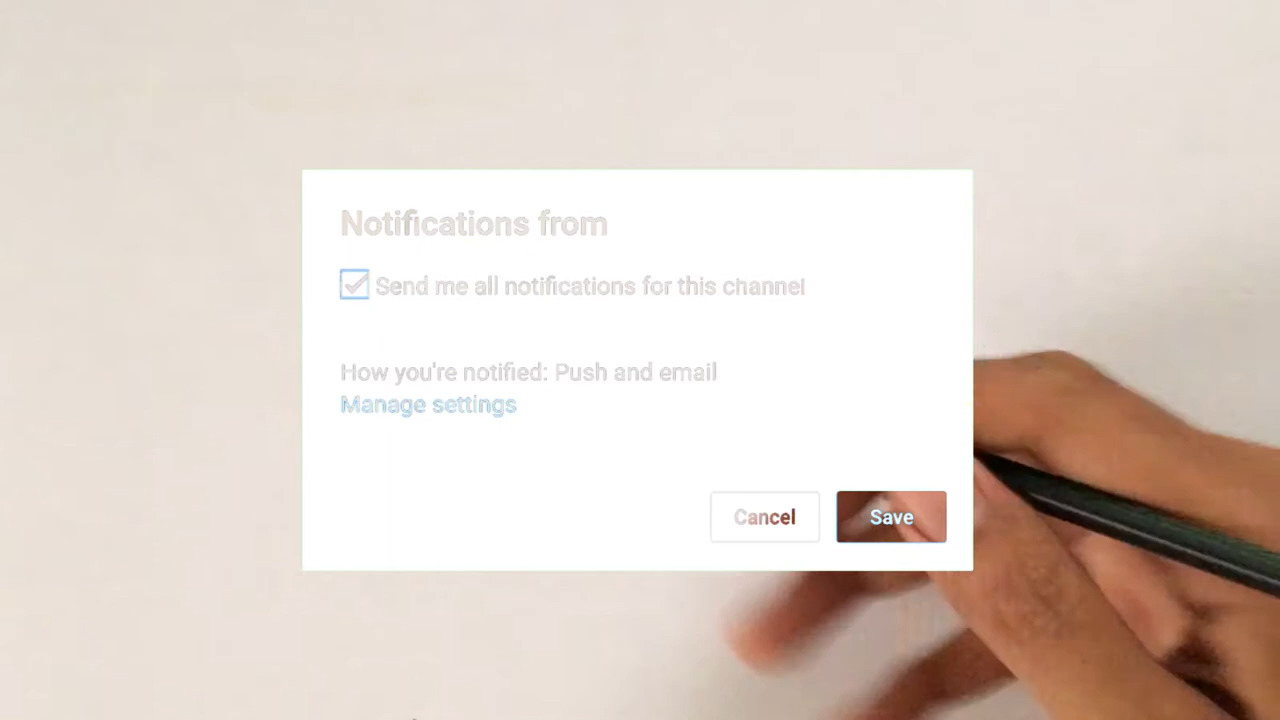 Notifications from
Send me all notifications for this channel
How you're notified: Push and email
Manage settings
Cancel
Save